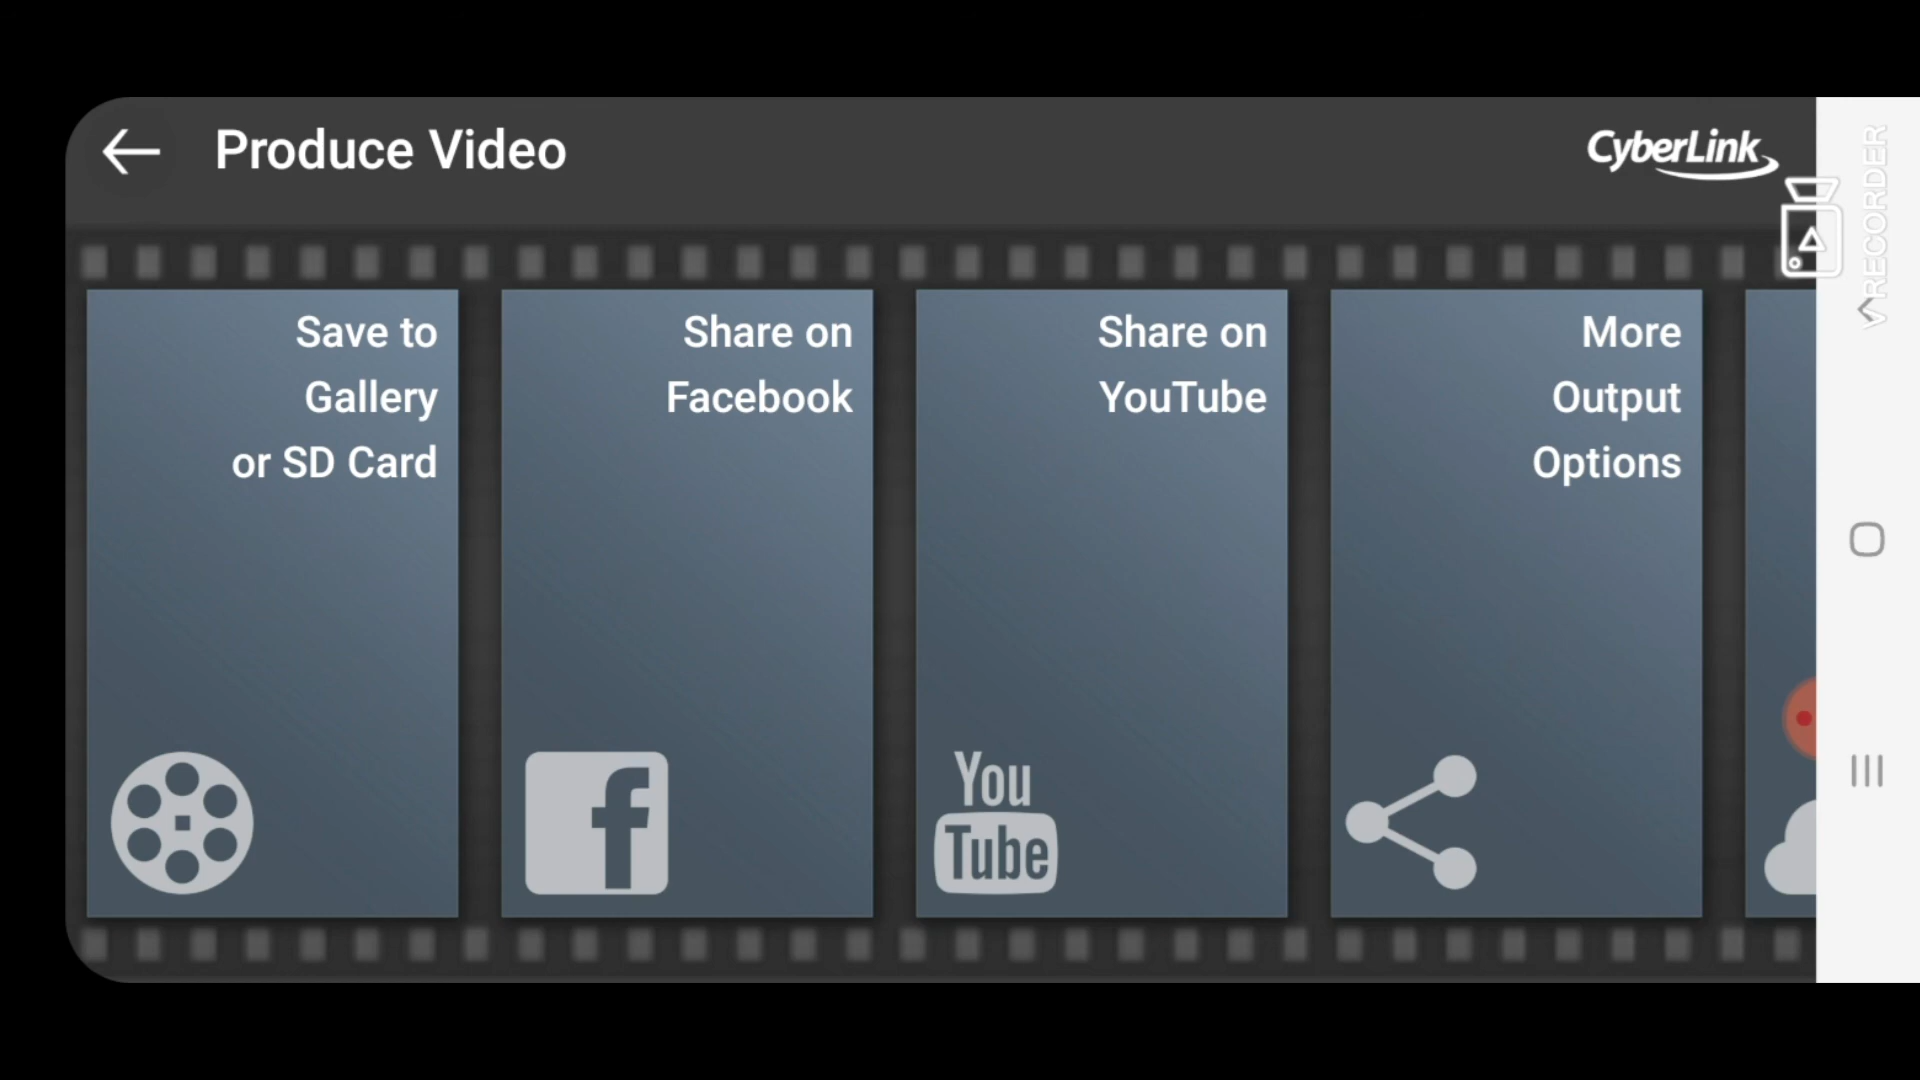 Produce Video
CyberLink
VRECORDER
Save to
Gallery
or SD Card
Share on
Facebook
Share on
YouTube
More
Output
Options
f
You
Tube